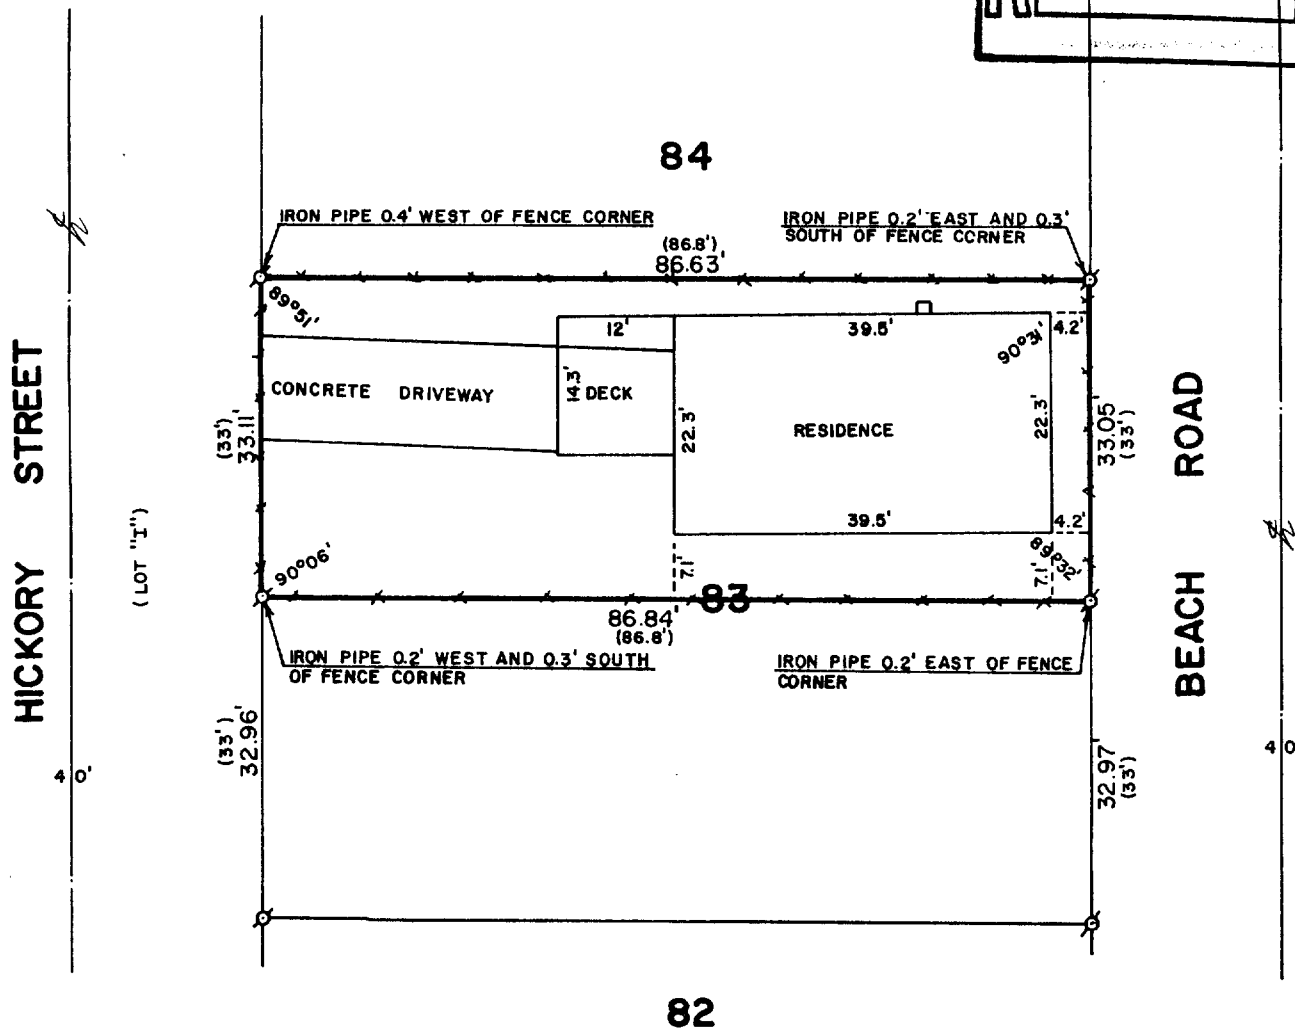 84
IRON PIPE 0.4' WEST OF FENCE CORNER
IRON PIPE 0.2' EAST AND 0.3'
SOUTH OF FENCE CORNER
(86.8')
86.63'
89°51'
12'
39.5'
4.2'
90°31'
14.3'
CONCRETE DRIVEWAY
DECK
RESIDENCE
22.3'
22.3'
(33')
33.11'
33.05'
(33')
HICKORY STREET
BEACH ROAD
(LOT "I")
39.5'
4.2'
90°06'
89°32'
7.1'
7.1'
83
86.84'
(86.8')
IRON PIPE 0.2' WEST AND 0.3' SOUTH
OF FENCE CORNER
IRON PIPE 0.2' EAST OF FENCE
CORNER
(33')
32.96'
32.97'
(33')
40'
40
82